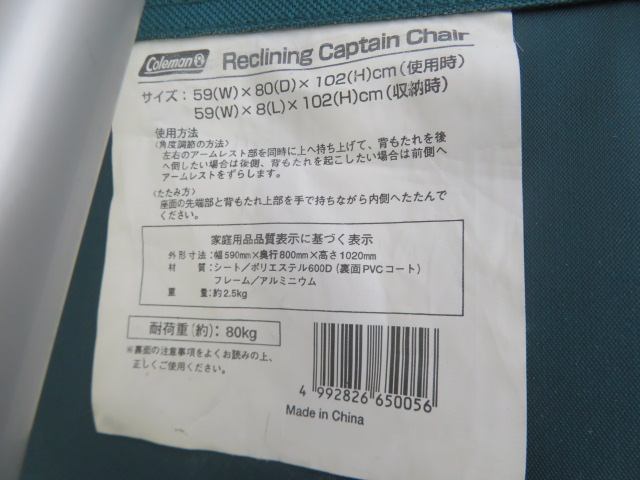 Coleman Reclining Captain Chair
サイズ：59(W)×80(D)×102(H)cm(使用時)
59(W)×8(L)×102(H)cm(収納時)
使用方法
〈角度調節の方法〉
左右のアームレスト部を同時に上へ持ち上げて、背もたれを後
へ倒したい場合は後側、背もたれを起こしたい場合は前側へ
アームレストをずらします。
〈たたみ方〉
座面の先端部と背もたれ上部を手で持ちながら内側へたたんで
ください。
家庭用品品質表示に基づく表示
外形寸法：幅590mm×奥行800mm×高さ1020mm
材 質：シート／ポリエステル600D（裏面PVCコート）
フレーム／アルミニウム
重 量：約2.5kg
耐荷重(約)：80kg
※裏面の注意事項をよくお読みの上、
正しくご使用ください。
4 992826 650056
Made in China